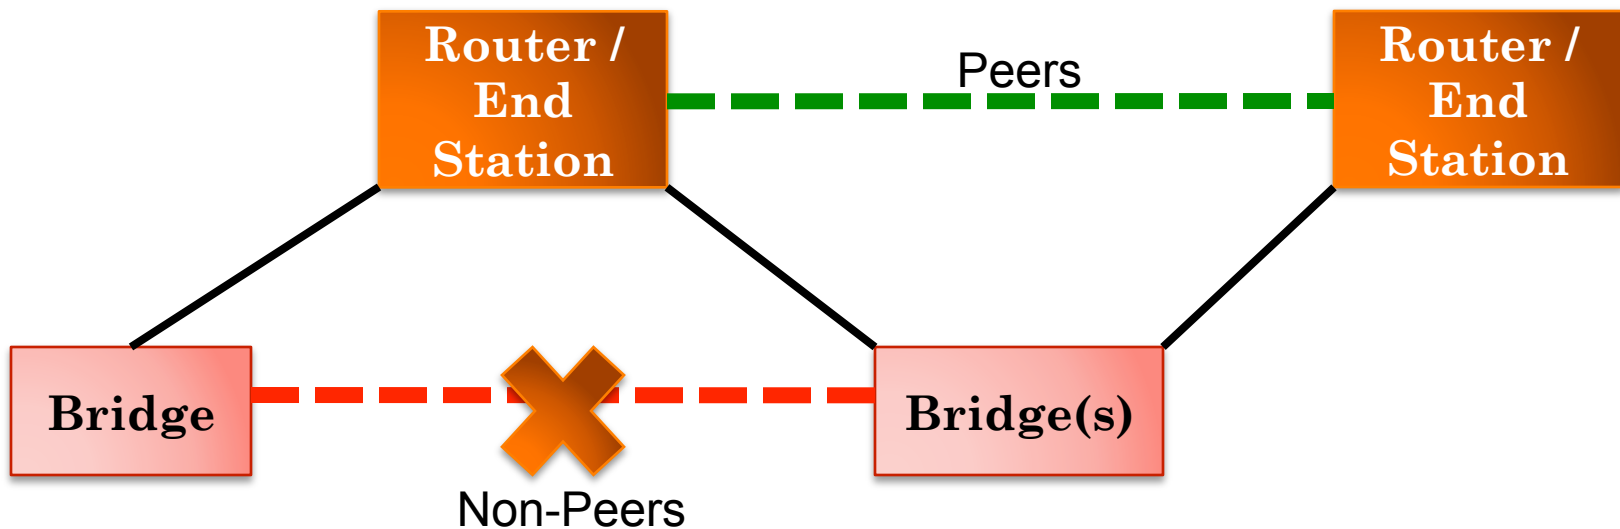 Router /
End
Station
Peers
Router /
End
Station
Bridge
Bridge(s)
Non-Peers